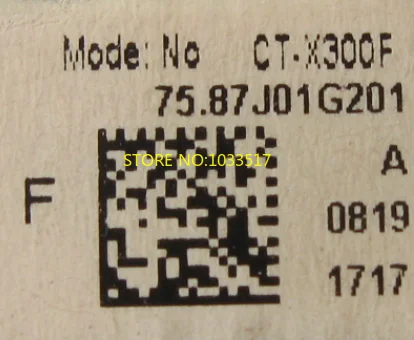 Mode: No CT-X300F
75.87J01G201
STORE NO:1033517
F
A
0819
1717